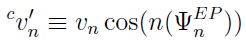 $^{c}v_n' \equiv v_n \cos(n(\Psi_n^{EP}))$